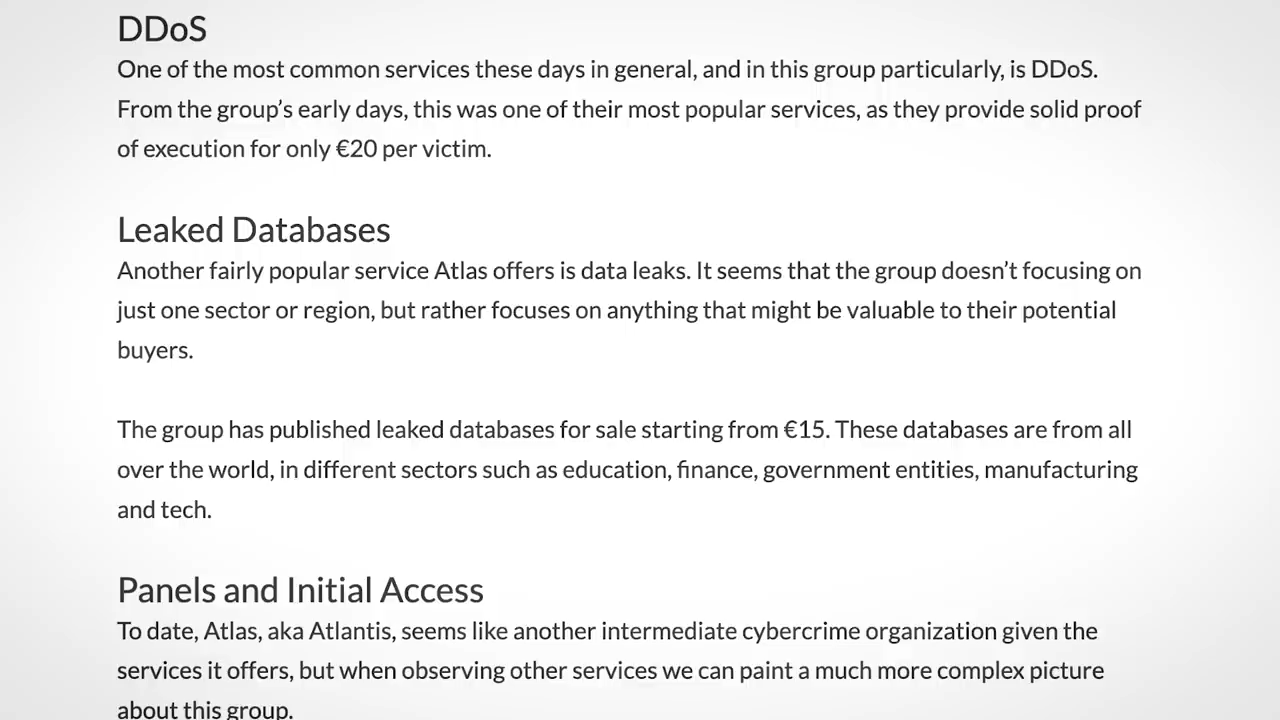 DDoS
One of the most common services these days in general, and in this group particularly, is DDoS.
From the group’s early days, this was one of their most popular services, as they provide solid proof
of execution for only €20 per victim.
Leaked Databases
Another fairly popular service Atlas offers is data leaks. It seems that the group doesn’t focusing on
just one sector or region, but rather focuses on anything that might be valuable to their potential
buyers.
The group has published leaked databases for sale starting from €15. These databases are from all
over the world, in different sectors such as education, finance, government entities, manufacturing
and tech.
Panels and Initial Access
To date, Atlas, aka Atlantis, seems like another intermediate cybercrime organization given the
services it offers, but when observing other services we can paint a much more complex picture
about this group.